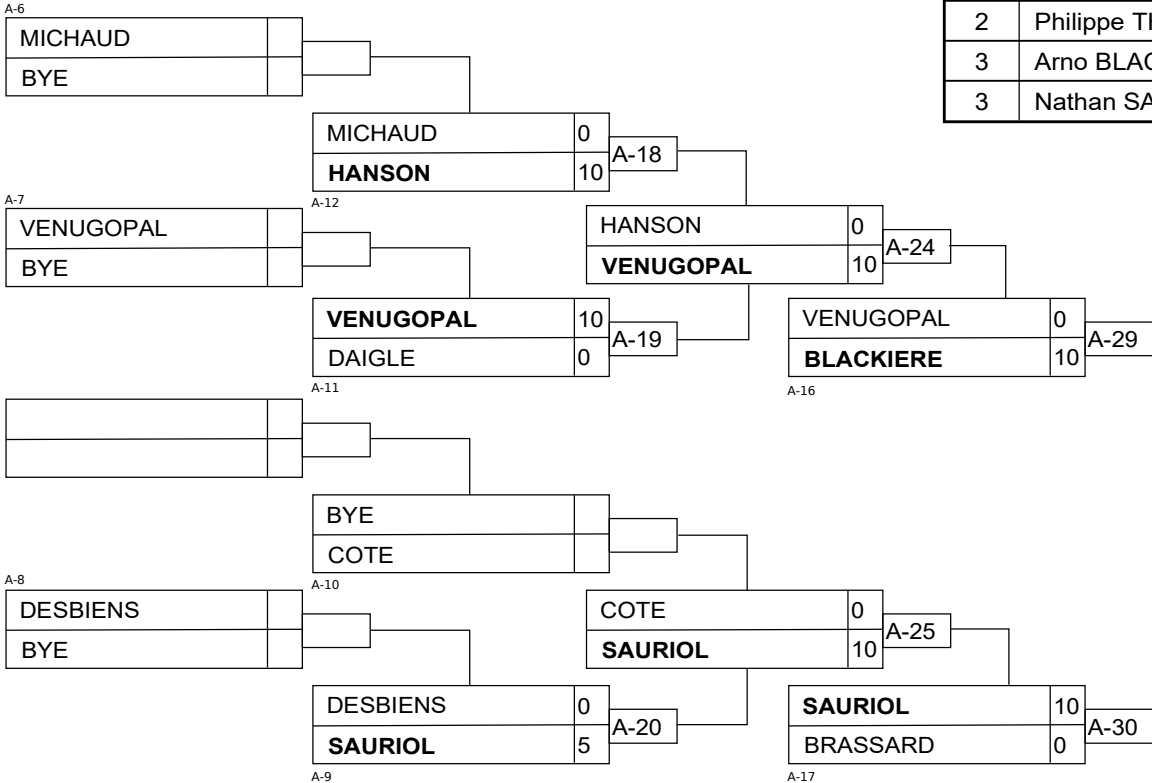 A-6
MICHAUD
BYE
2 Philippe
3 Arno
3 Nathan
MICHAUD 0
HANSON 10
A-18
A-12
A-7
VENUGOPAL
BYE
HANSON 0
VENUGOPAL 10
A-24
VENUGOPAL 10
DAIGLE 0
A-19
A-11
VENUGOPAL 0
BLACKIERE 10
A-29
A-16
BYE
COTE
A-10
A-8
DESBIENS
BYE
COTE 0
SAURIOL 10
A-25
DESBIENS 0
SAURIOL 5
A-20
A-9
SAURIOL 10
BRASSARD 0
A-30
A-17